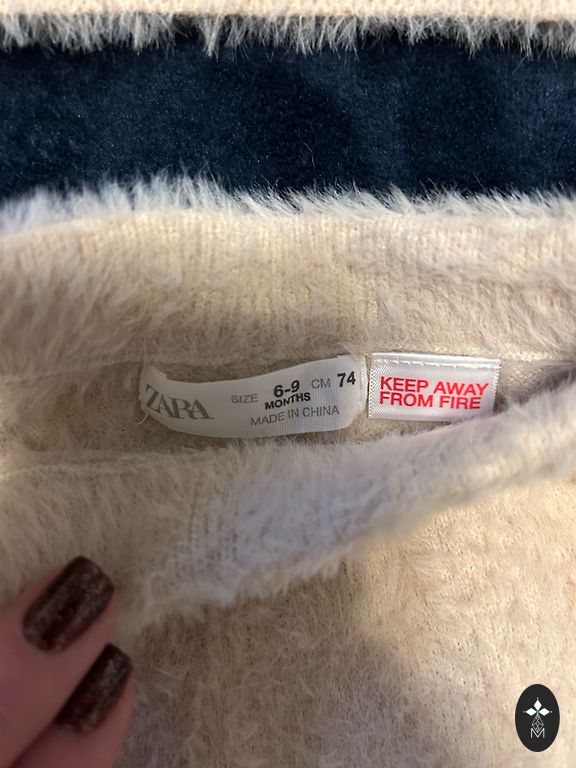 ZARA
SIZE 6-9 MONTHS CM 74
MADE IN CHINA
KEEP AWAY
FROM FIRE